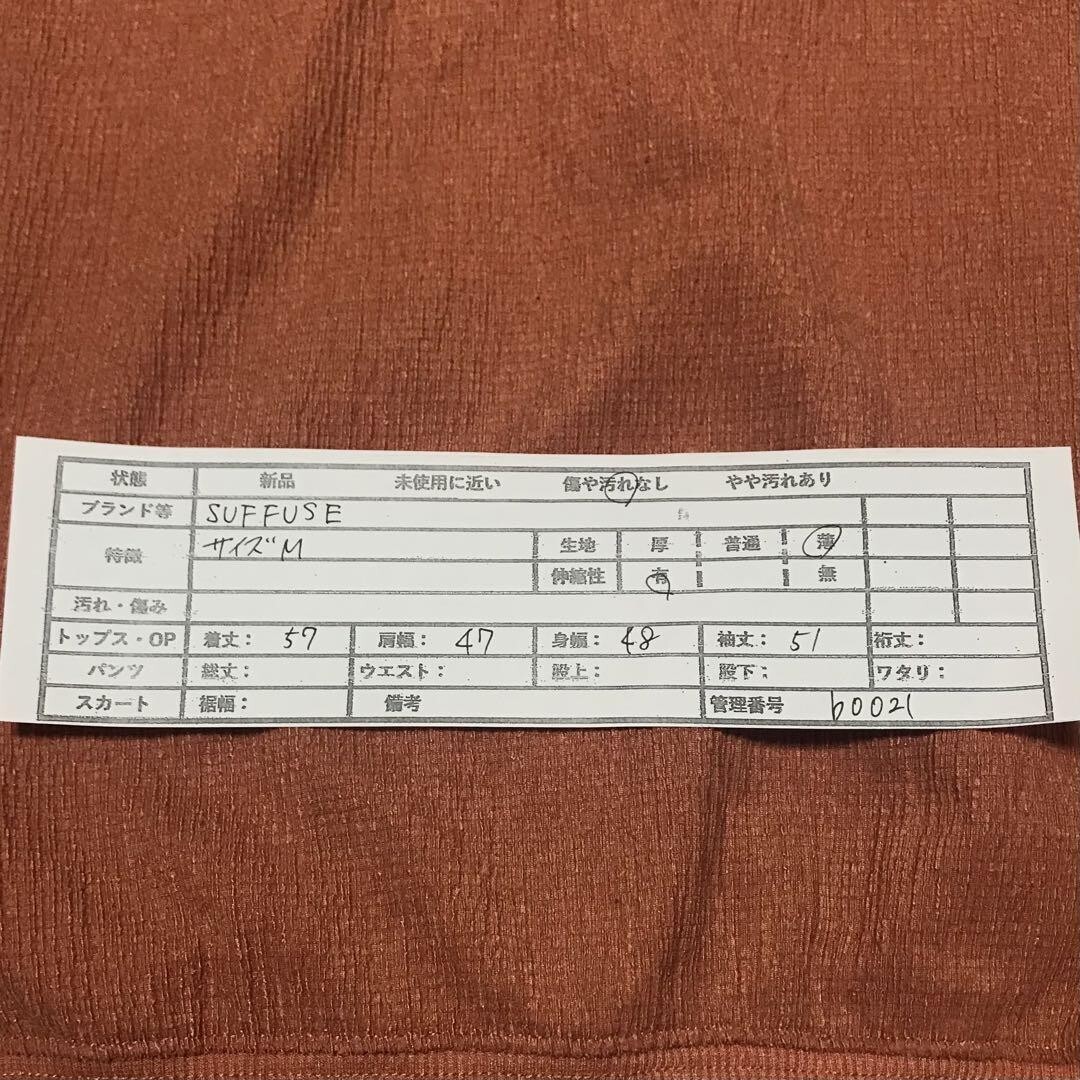 状態 新品 未使用に近い 傷や汚れなし やや汚れあり
ブランド等 SUFFUSE
特徴 サイズM 生地 厚 普通 薄
伸縮性 有 無
汚れ・傷み
トップス・OP 着丈: 57 肩幅: 47 身幅: 48 袖丈: 51 裄丈:
パンツ 総丈: ウエスト: 股上: 股下: ワタリ:
スカート 裾幅: 備考 管理番号 b0021